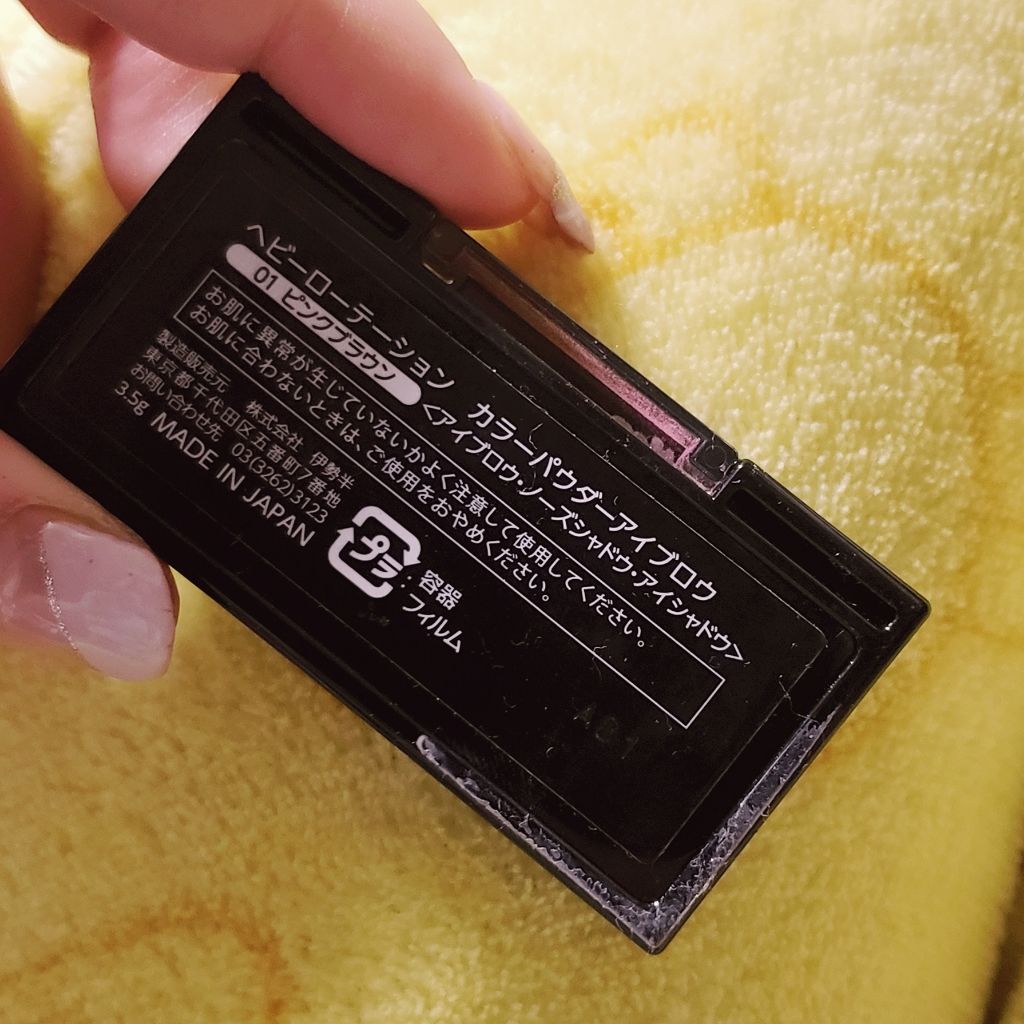 ヘビーローテーション カラーパウダーアイブロウ
01 ピンクブラウン <アイブロウ・ノーズシャドウ・アイシャドウ>
お肌に異常が生じていないかよく注意して使用してください。
お肌に合わないときは、ご使用をおやめください。
製造販売元 株式会社 伊勢半
東京都千代田区五番町7番地
お問い合わせ先 03(3262)3123
3.5g MADE IN JAPAN
プラ : 容器
フィルム